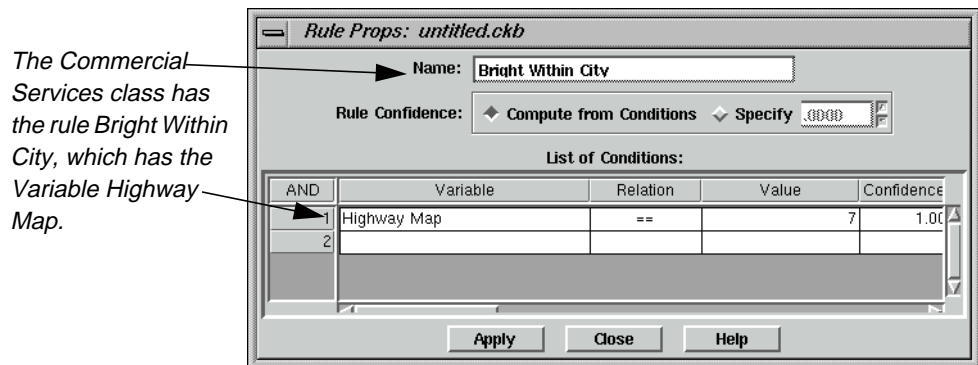 The Commercial
Services class has
the rule Bright Within
City, which has the
Variable Highway
Map.
Rule Props: untitled.ckb
Name: Bright Within City
Rule Confidence: Compute from Conditions Specify .0000
List of Conditions:
AND Variable Relation Value Confidence
1 Highway Map == 7 1.00
2
Apply Close Help